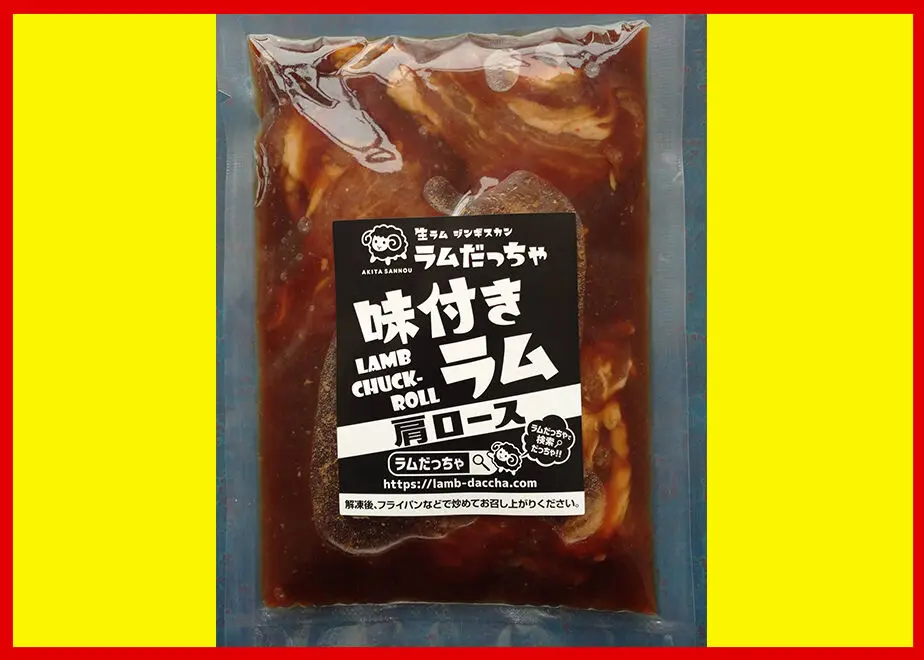 生ラム ジンギスカン
ラムだっちゃ
AKITA SANNOU
味付き
ラム
LAMB
CHUCK-
ROLL
肩ロース
ラムだっちゃ
ラムだっちゃで
検索
だっちゃ!!
https://lamb-daccha.com
解凍後、フライパンなどで炒めてお召し上がりください。